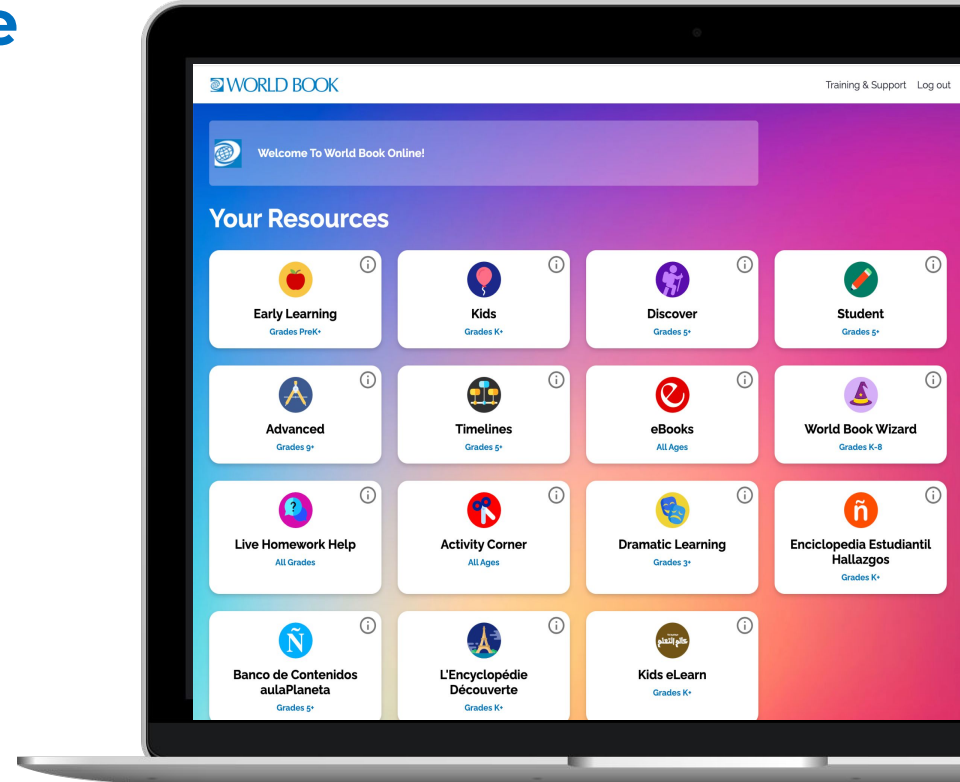 e
WORLD BOOK
Training & Support Log out
Welcome To World Book Online!
Your Resources
Early Learning
Grades PreK+
Kids
Grades K+
Discover
Grades 5+
Student
Grades 5+
Advanced
Grades 9+
Timelines
Grades 5+
eBooks
All Ages
World Book Wizard
Grades K-8
?
Live Homework Help
All Grades
Activity Corner
All Ages
Dramatic Learning
Grades 3+
ñ
Enciclopedia Estudiantil
Hallazgos
Grades K+
Ñ
Banco de Contenidos
aulaPlaneta
Grades 5+
L'Encyclopédie
Découverte
Grades K+
Kids eLearn
Grades K+